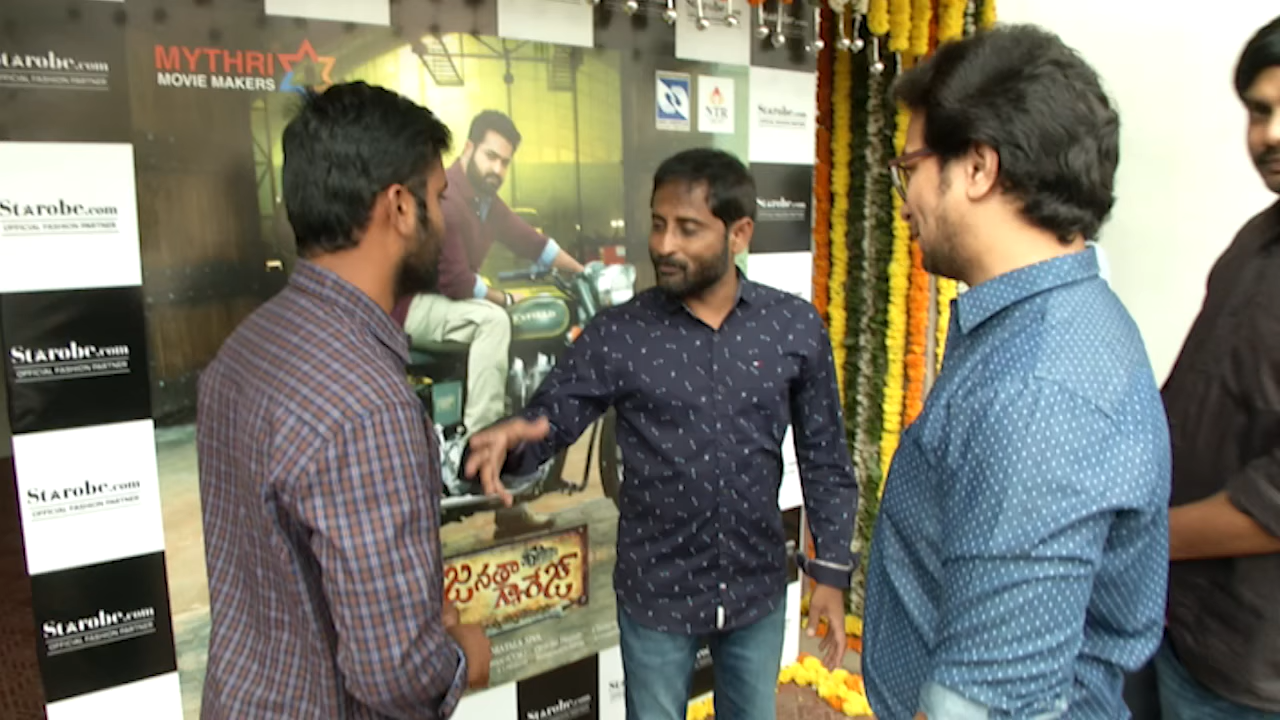 Starobe.com
OFFICIAL FASHION PARTNER
MYTHRI
MOVIE MAKERS
NTR
Starobe.com
OFFICIAL FASHION PARTNER
Starobe.com
OFFICIAL FASHION PARTNER
Starobe.com
Starobe.com
OFFICIAL FASHION PARTNER
ENFIELD
Starobe.com
OFFICIAL FASHION PARTNER
జనతా
గ్యారేజ్
Starobe.com
OFFICIAL FASHION PARTNER
Starobe.com